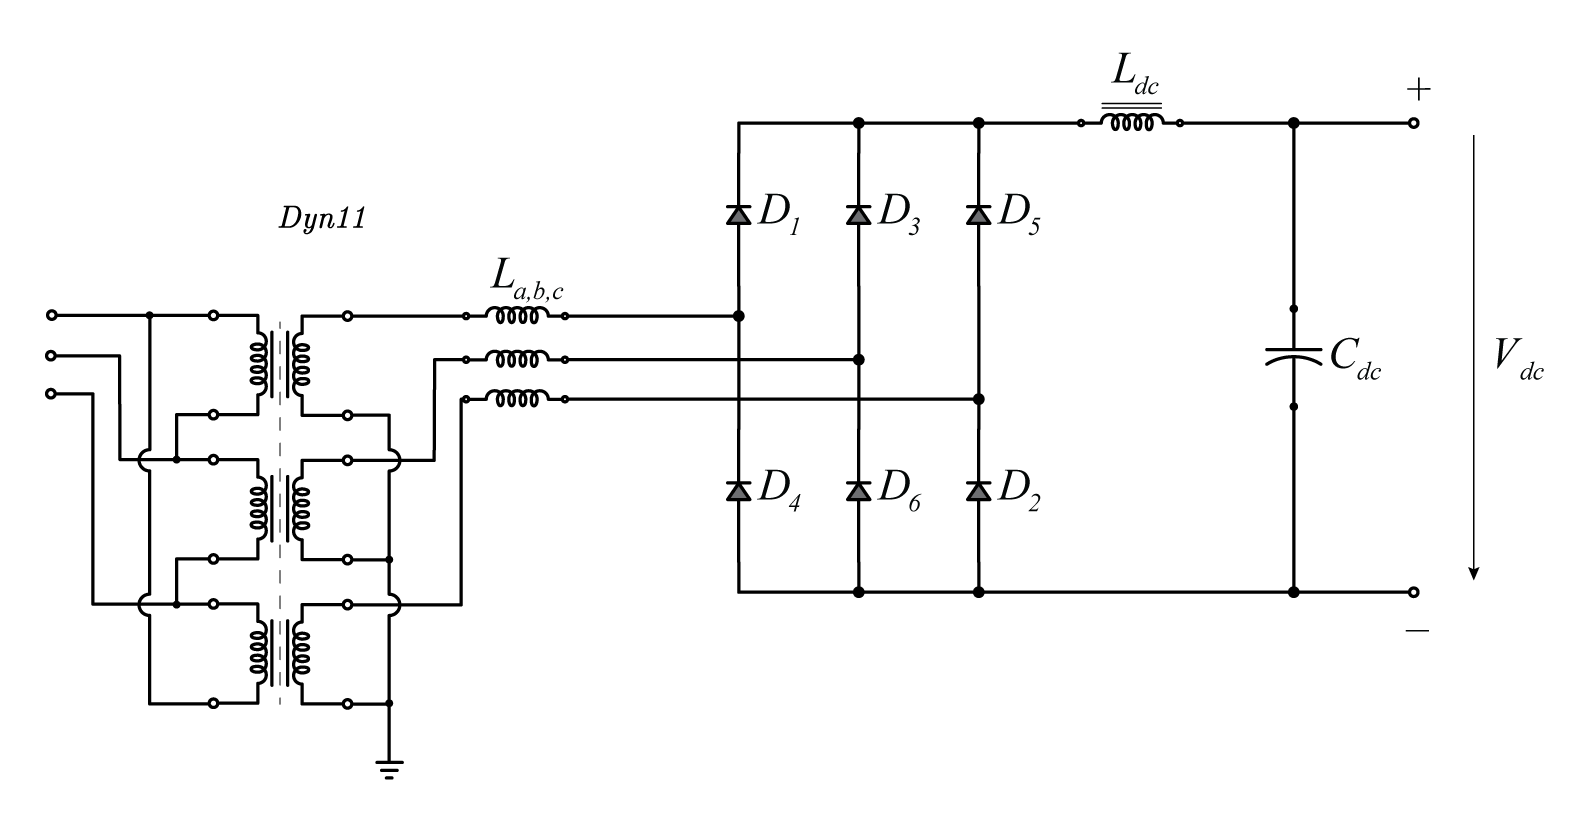 L_dc
+
D_1
D_3
D_5
Dyn11
L_a,b,c
C_dc
V_dc
D_4
D_6
D_2
−